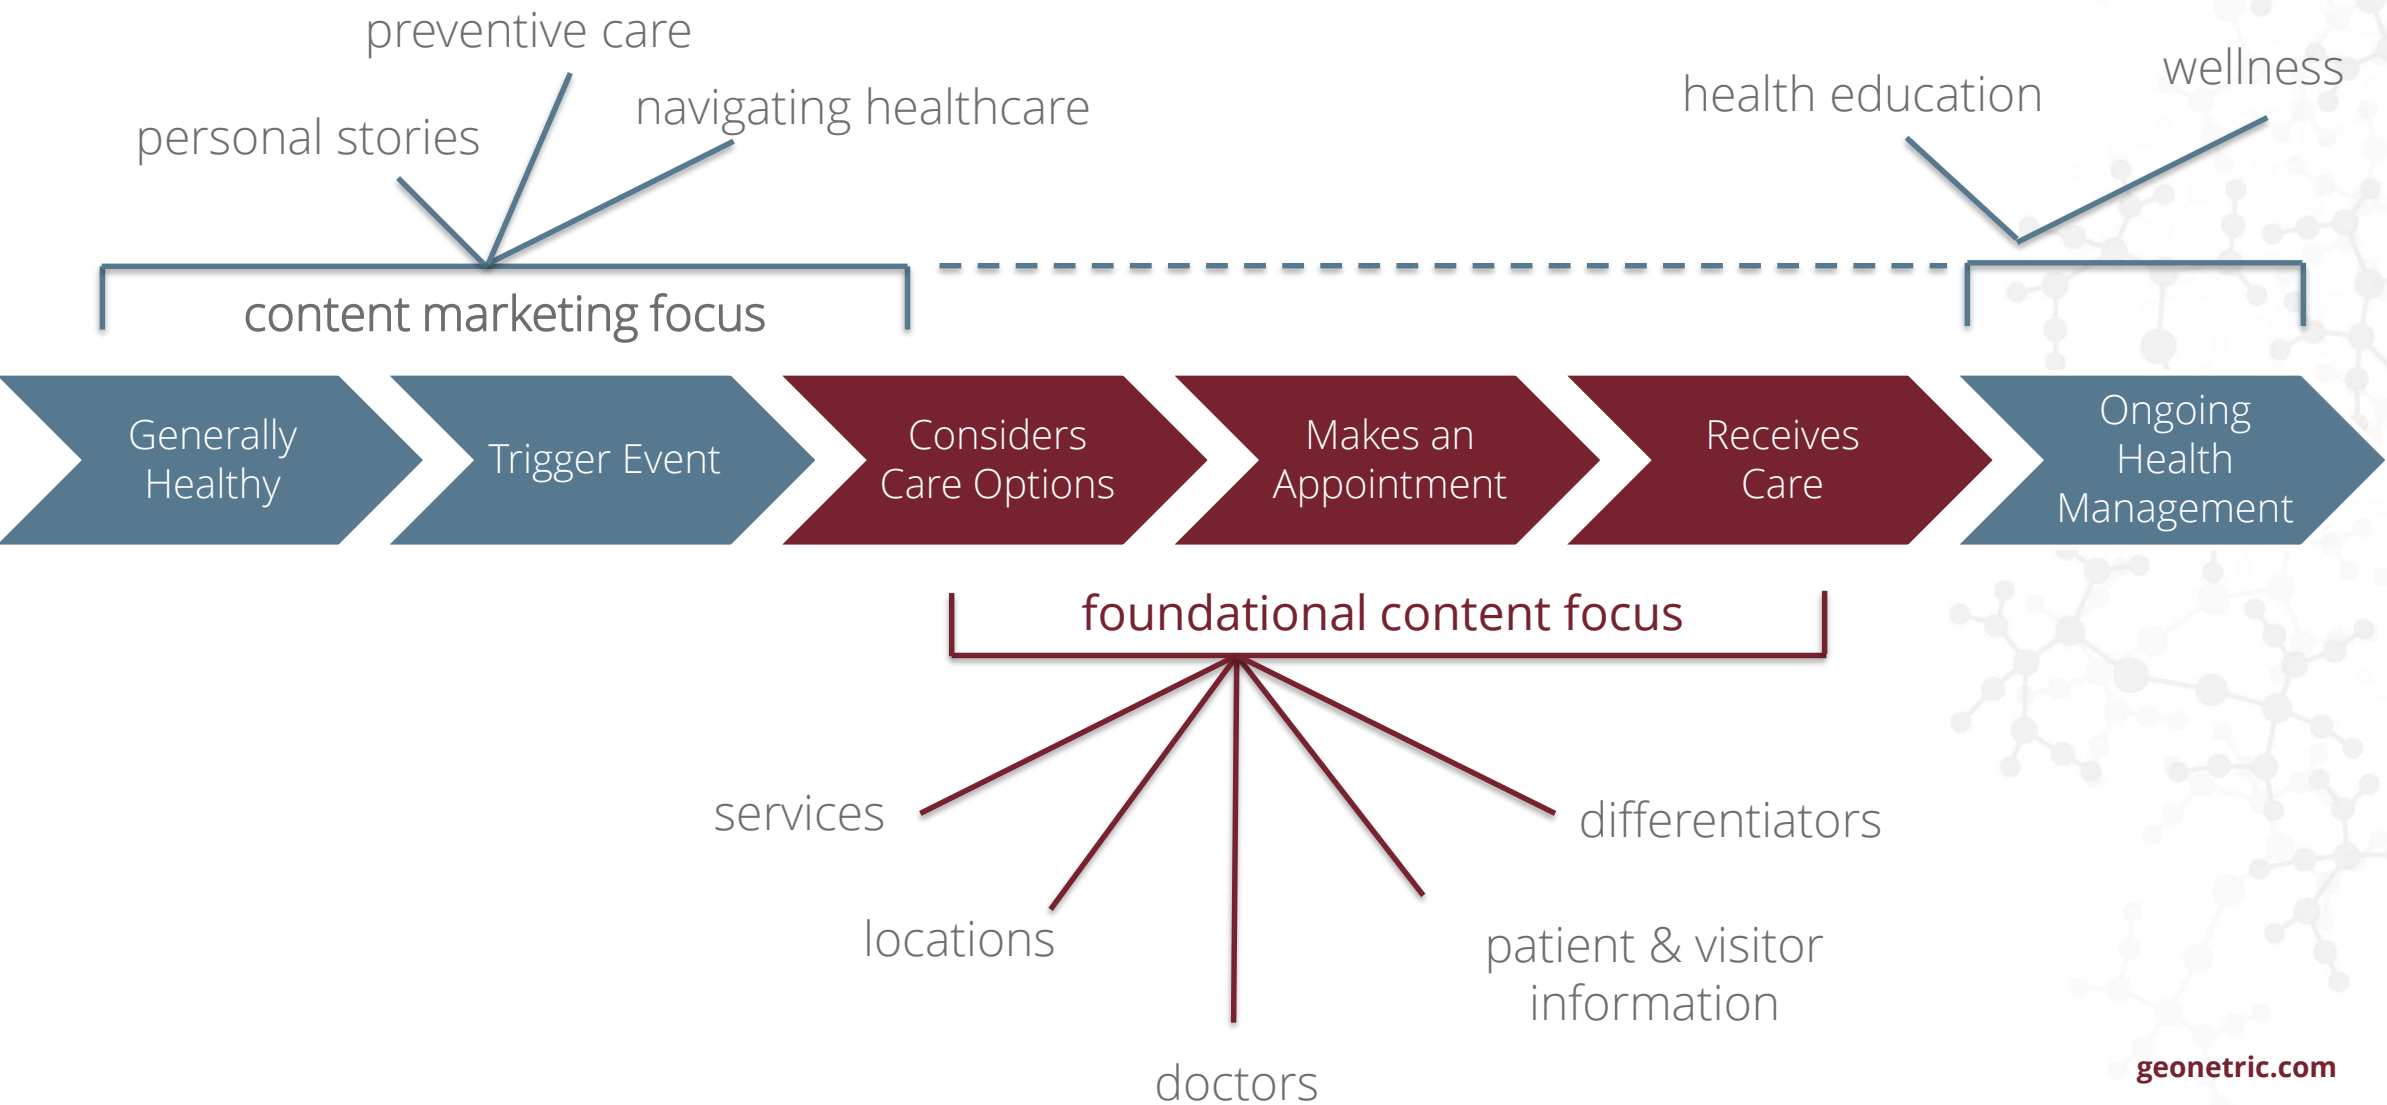 preventive care
navigating healthcare
personal stories
health education
wellness
content marketing focus
Generally
Healthy
Trigger Event
Considers
Care Options
Makes an
Appointment
Receives
Care
Ongoing
Health
Management
foundational content focus
services
locations
doctors
patient & visitor
information
differentiators
geonetric.com